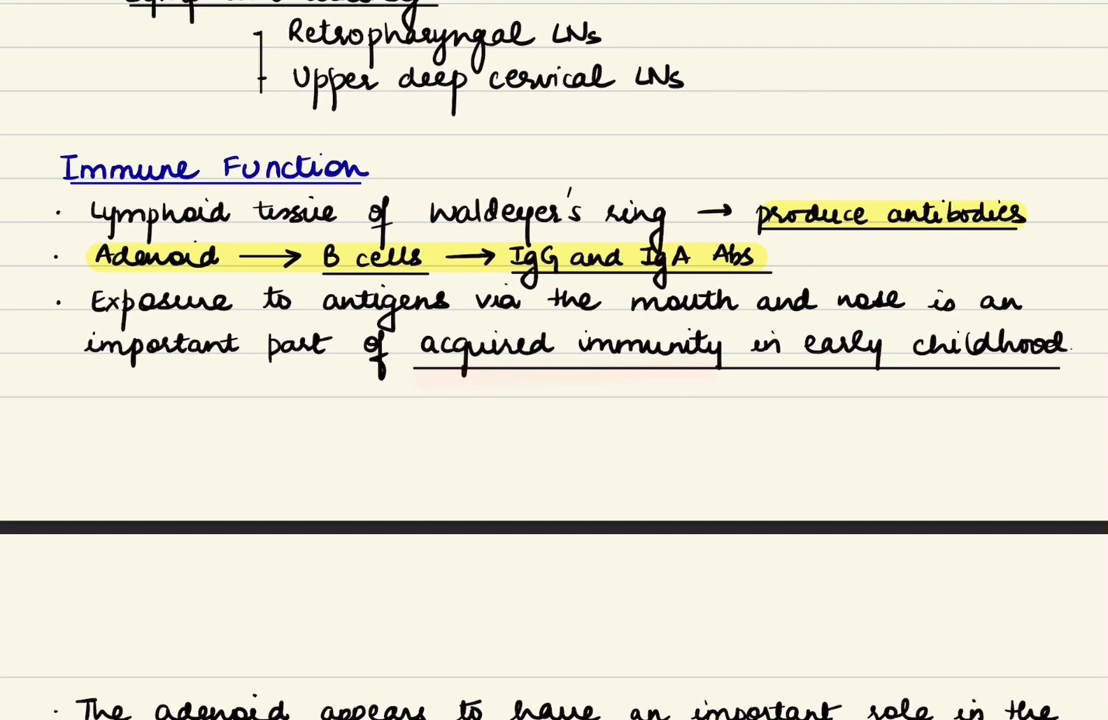 Retropharyngal LNs
Upper deep cervical LNs
Immune Function
· Lymphoid tissue of Waldeyer's ring → produce antibodies
· Adenoid → B cells → IgG and IgA Abs
· Exposure to antigens via the mouth and nose is an
important part of acquired immunity in early childhood.
· The adenoid appears to have an important role in the